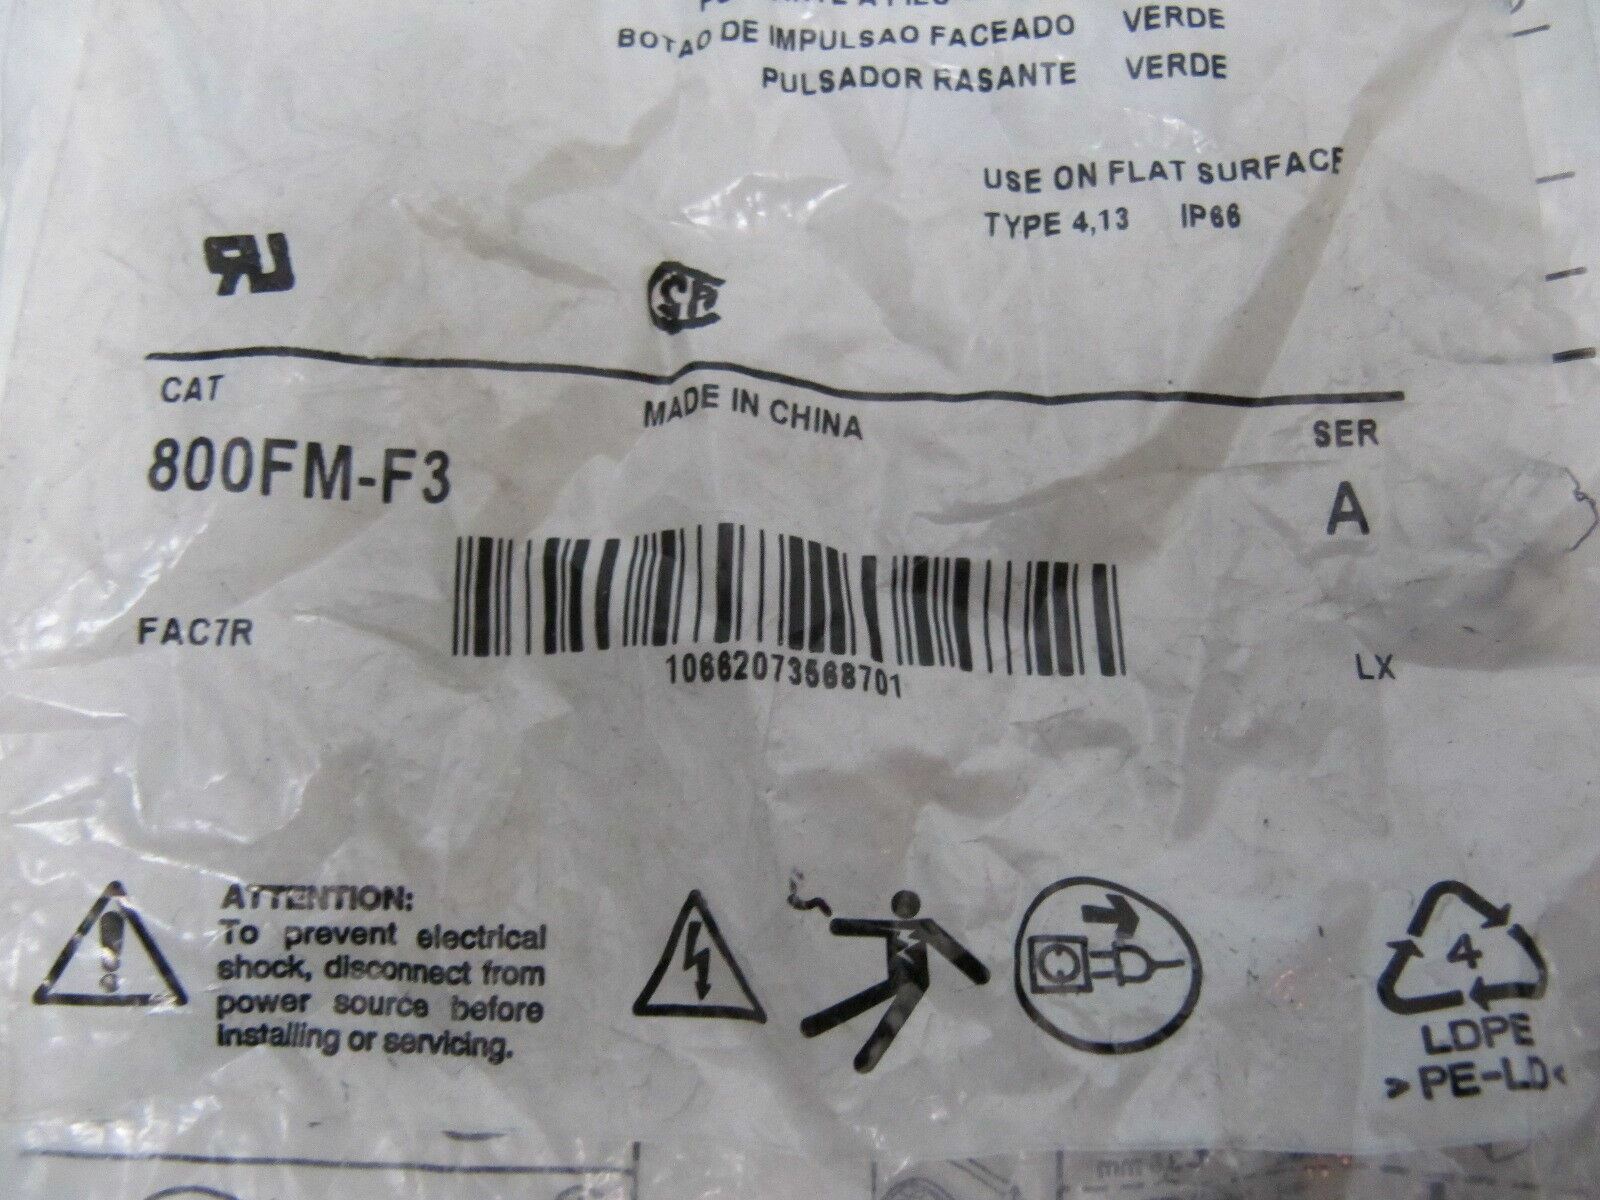 BOTAO DE IMPULSAO FACEADO VERDE
PULSADOR RASANTE VERDE
USE ON FLAT SURFACE
TYPE 4,13 IP66
CAT
MADE IN CHINA
SER
800FM-F3
A
FAC7R
10662073568701
LX
ATTENTION:
To prevent electrical
shock, disconnect from
power source before
installing or servicing.
4
LDPE
>PE-LD<
mm